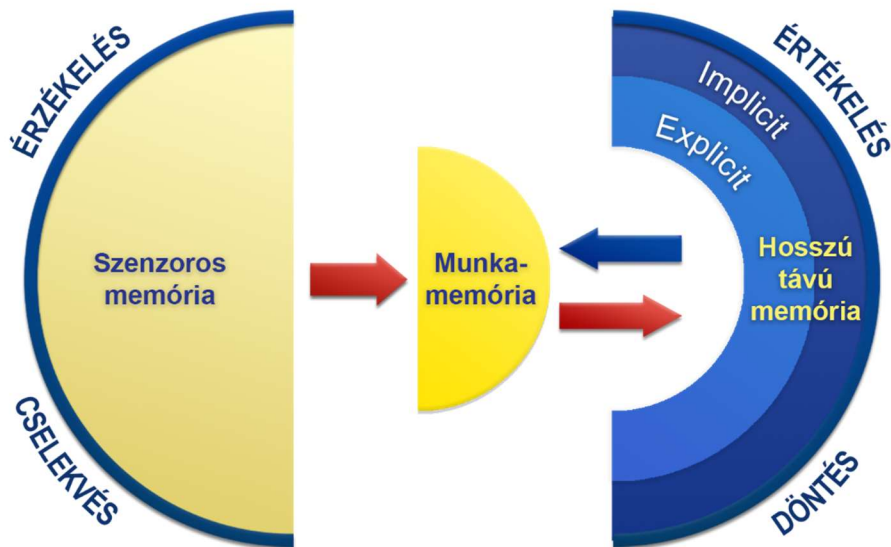 ÉRZÉKELÉS
CSELEKVÉS
Szenzoros
memória
Munka-
memória
Implicit
Explicit
Hosszú
távú
memória
ÉRTÉKELÉS
DÖNTÉS